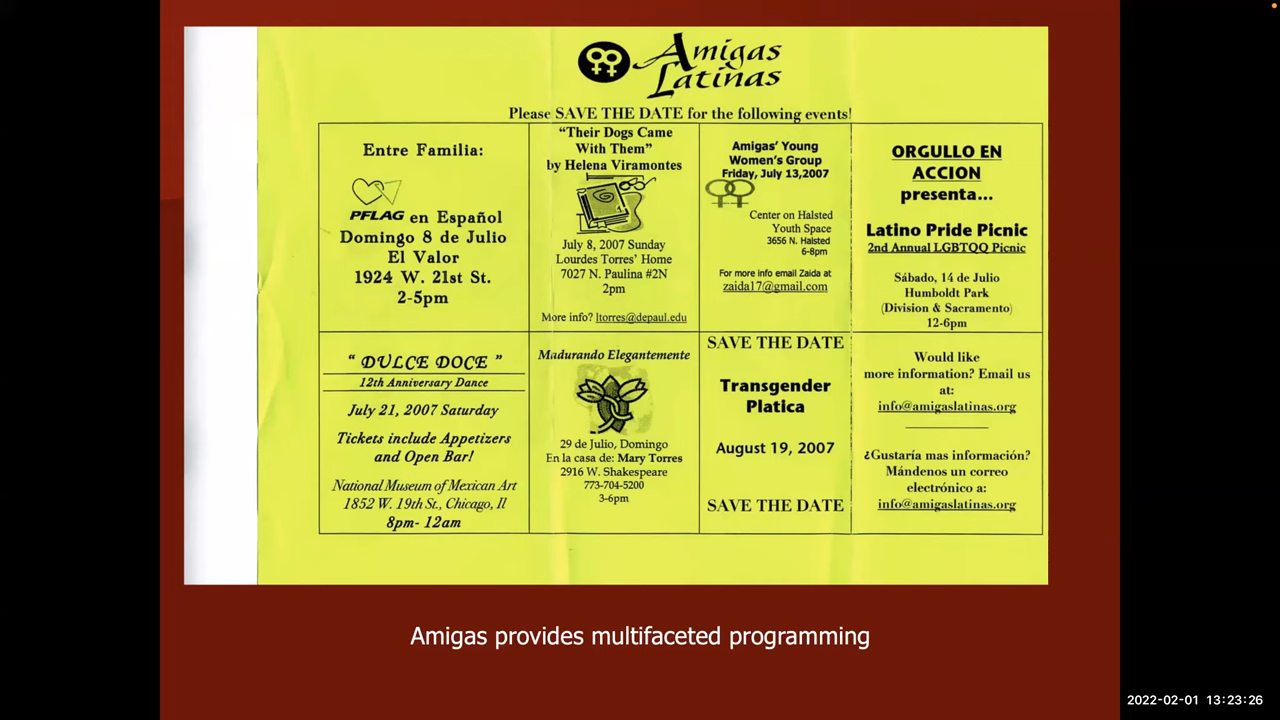 Amigas
Latinas
Please SAVE THE DATE for the following events!
Entre Familia:
PFLAG en Español
Domingo 8 de Julio
El Valor
1924 W. 21st St.
2-5pm
“Their Dogs Came
With Them”
by Helena Viramontes
July 8, 2007 Sunday
Lourdes Torres’ Home
7027 N. Paulina #2N
2pm
More info? ltorres@depaul.edu
Amigas’ Young
Women’s Group
Friday, July 13,2007
Center on Halsted
Youth Space
3656 N. Halsted
6-8pm
For more info email Zaida at
zaida17@gmail.com
ORGULLO EN
ACCION
presenta...
Latino Pride Picnic
2nd Annual LGBTQQ Picnic
Sábado, 14 de Julio
Humboldt Park
(Division & Sacramento)
12-6pm
“ DULCE DOCE ”
12th Anniversary Dance
July 21, 2007 Saturday
Tickets include Appetizers
and Open Bar!
National Museum of Mexican Art
1852 W. 19th St., Chicago, Il
8pm- 12am
Madurando Elegantemente
29 de Julio, Domingo
En la casa de: Mary Torres
2916 W. Shakespeare
773-704-5200
3-6pm
SAVE THE DATE
Transgender
Platica
August 19, 2007
SAVE THE DATE
Would like
more information? Email us
at:
info@amigaslatinas.org
¿Gustaría mas información?
Mándenos un correo
electrónico a:
info@amigaslatinas.org
Amigas provides multifaceted programming
2022-02-01 13:23:26